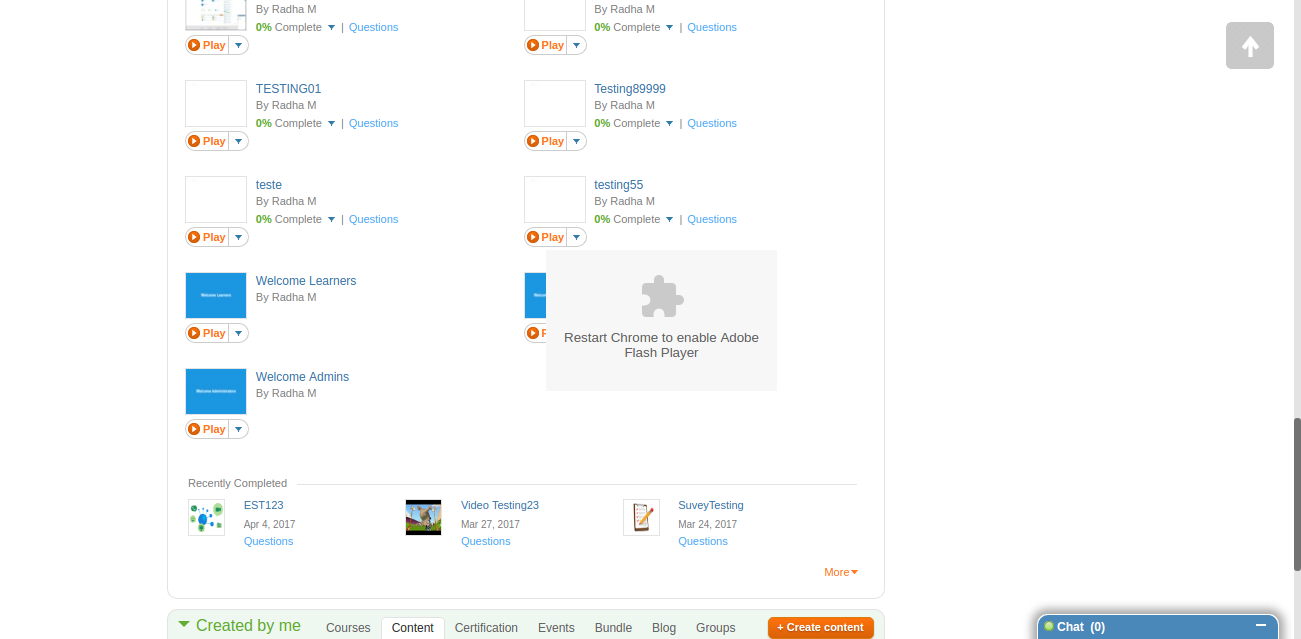 By Radha M
0% Complete | Questions
Play
By Radha M
0% Complete | Questions
Play
TESTING01
By Radha M
0% Complete | Questions
Play
Testing89999
By Radha M
0% Complete | Questions
Play
teste
By Radha M
0% Complete | Questions
Play
testing55
By Radha M
0% Complete | Questions
Play
Welcome Learners
Welcome Learners
By Radha M
Play
Restart Chrome to enable Adobe
Flash Player
Welcome Admins
By Radha M
Play
Recently Completed
EST123
Apr 4, 2017
Questions
Video Testing23
Mar 27, 2017
Questions
SuveyTesting
Mar 24, 2017
Questions
More
Created by me
Courses
Content
Certification
Events
Bundle
Blog
Groups
+ Create content
Chat (0)